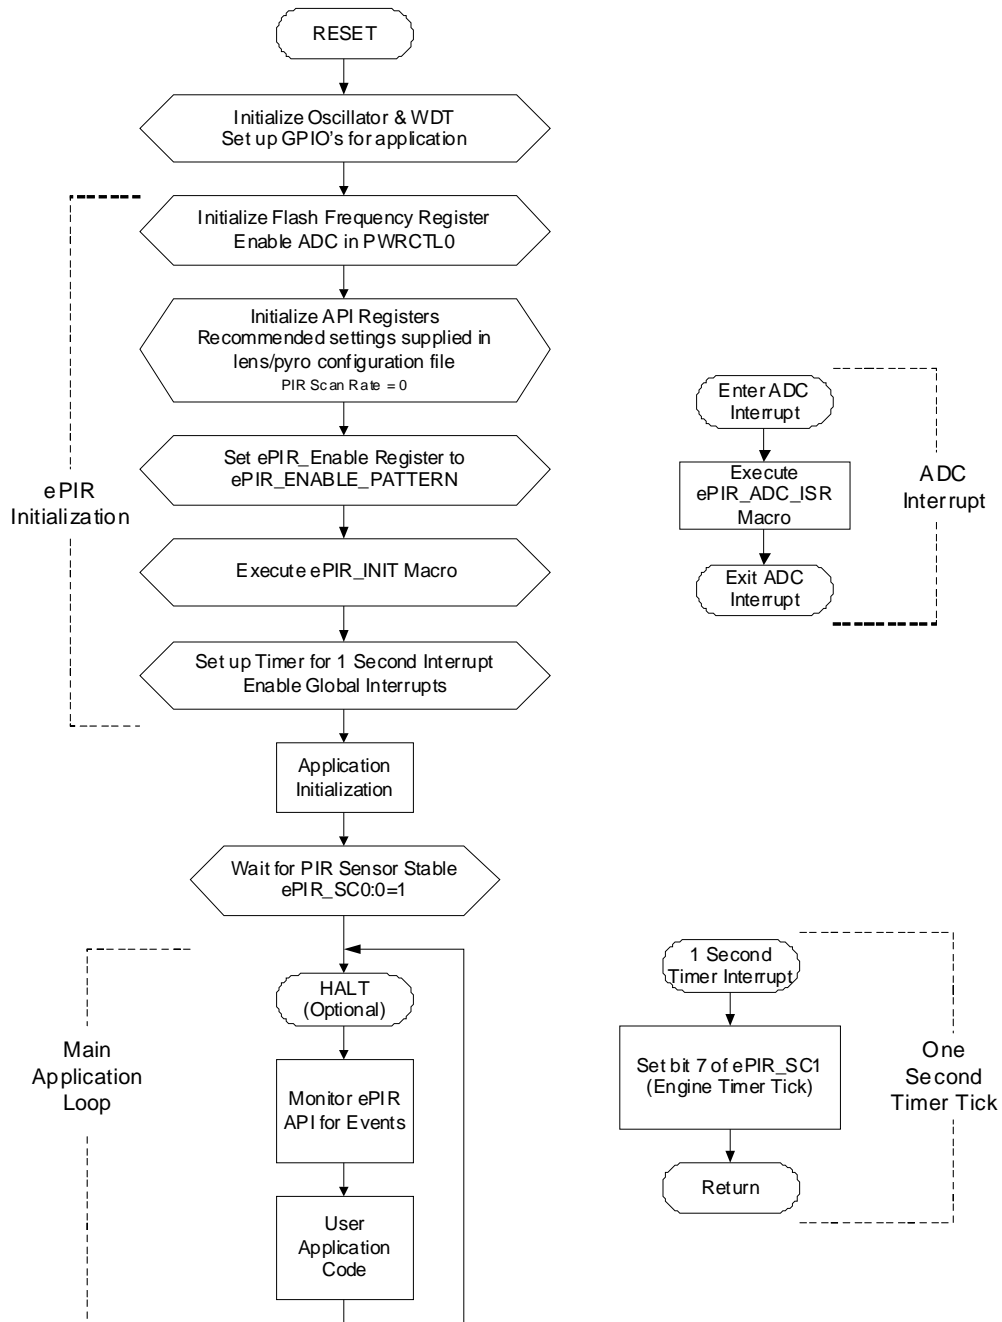 RESET
Initialize Oscillator & WDT
Set up GPIO's for application
Initialize Flash Frequency Register
Enable ADC in PWRCTL0
Initialize API Registers
Recommended settings supplied in
lens/pyro configuration file
PIR Scan Rate = 0
Set ePIR_Enable Register to
ePIR_ENABLE_PATTERN
ePIR
Initialization
Execute ePIR_INIT Macro
Set up Timer for 1 Second Interrupt
Enable Global Interrupts
Application
Initialization
Wait for PIR Sensor Stable
ePIR_SC0:0=1
HALT
(Optional)
Main
Application
Loop
Monitor ePIR
API for Events
User
Application
Code
Enter ADC
Interrupt
Execute
ePIR_ADC_ISR
Macro
Exit ADC
Interrupt
ADC
Interrupt
1 Second
Timer Interrupt
Set bit 7 of ePIR_SC1
(Engine Timer Tick)
Return
One
Second
Timer Tick